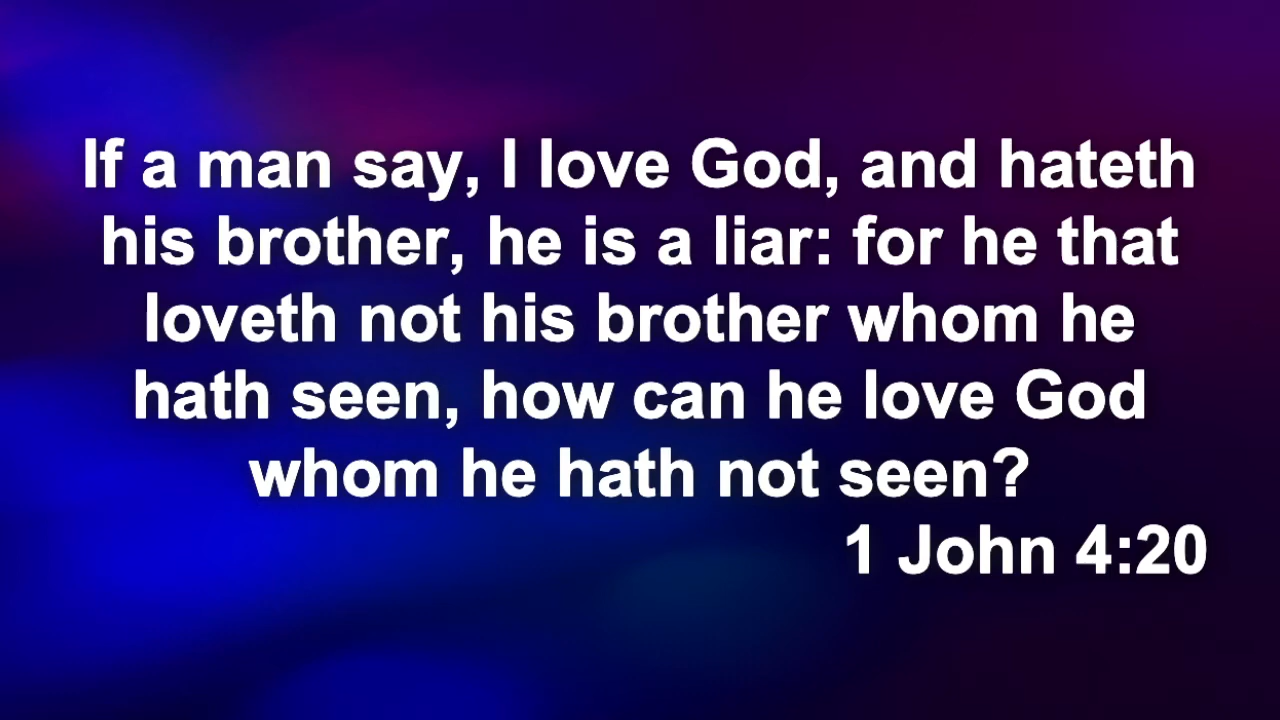 If a man say, I love God, and hateth
his brother, he is a liar: for he that
loveth not his brother whom he
hath seen, how can he love God
whom he hath not seen?
1 John 4:20